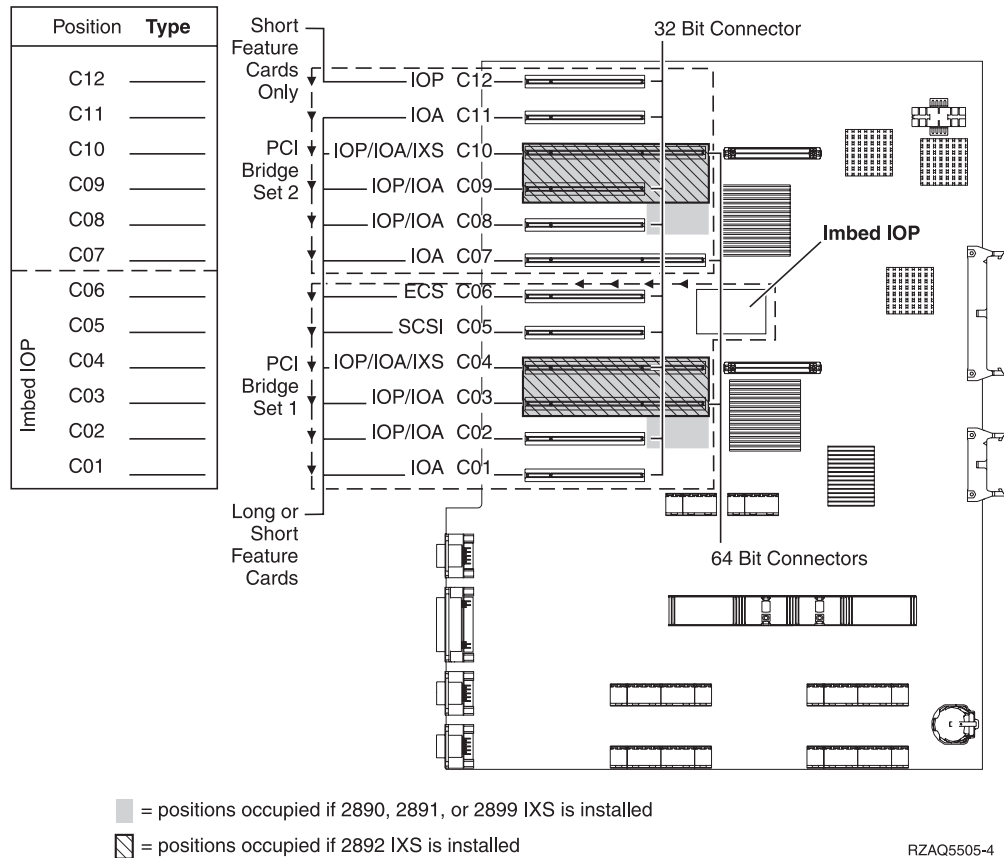 Position Type
C12
C11
C10
C09
C08
C07
C06
C05
C04
C03
C02
C01
Imbed IOP
Short
Feature
Cards
Only
PCI
Bridge
Set 2
PCI
Bridge
Set 1
Long or
Short
Feature
Cards
32 Bit Connector
IOP C12
IOA C11
IOP/IOA/IXS C10
IOP/IOA C09
IOP/IOA C08
IOA C07
ECS C06
SCSI C05
IOP/IOA/IXS C04
IOP/IOA C03
IOP/IOA C02
IOA C01
Imbed IOP
64 Bit Connectors
= positions occupied if 2890, 2891, or 2899 IXS is installed
= positions occupied if 2892 IXS is installed
RZAQ5505-4